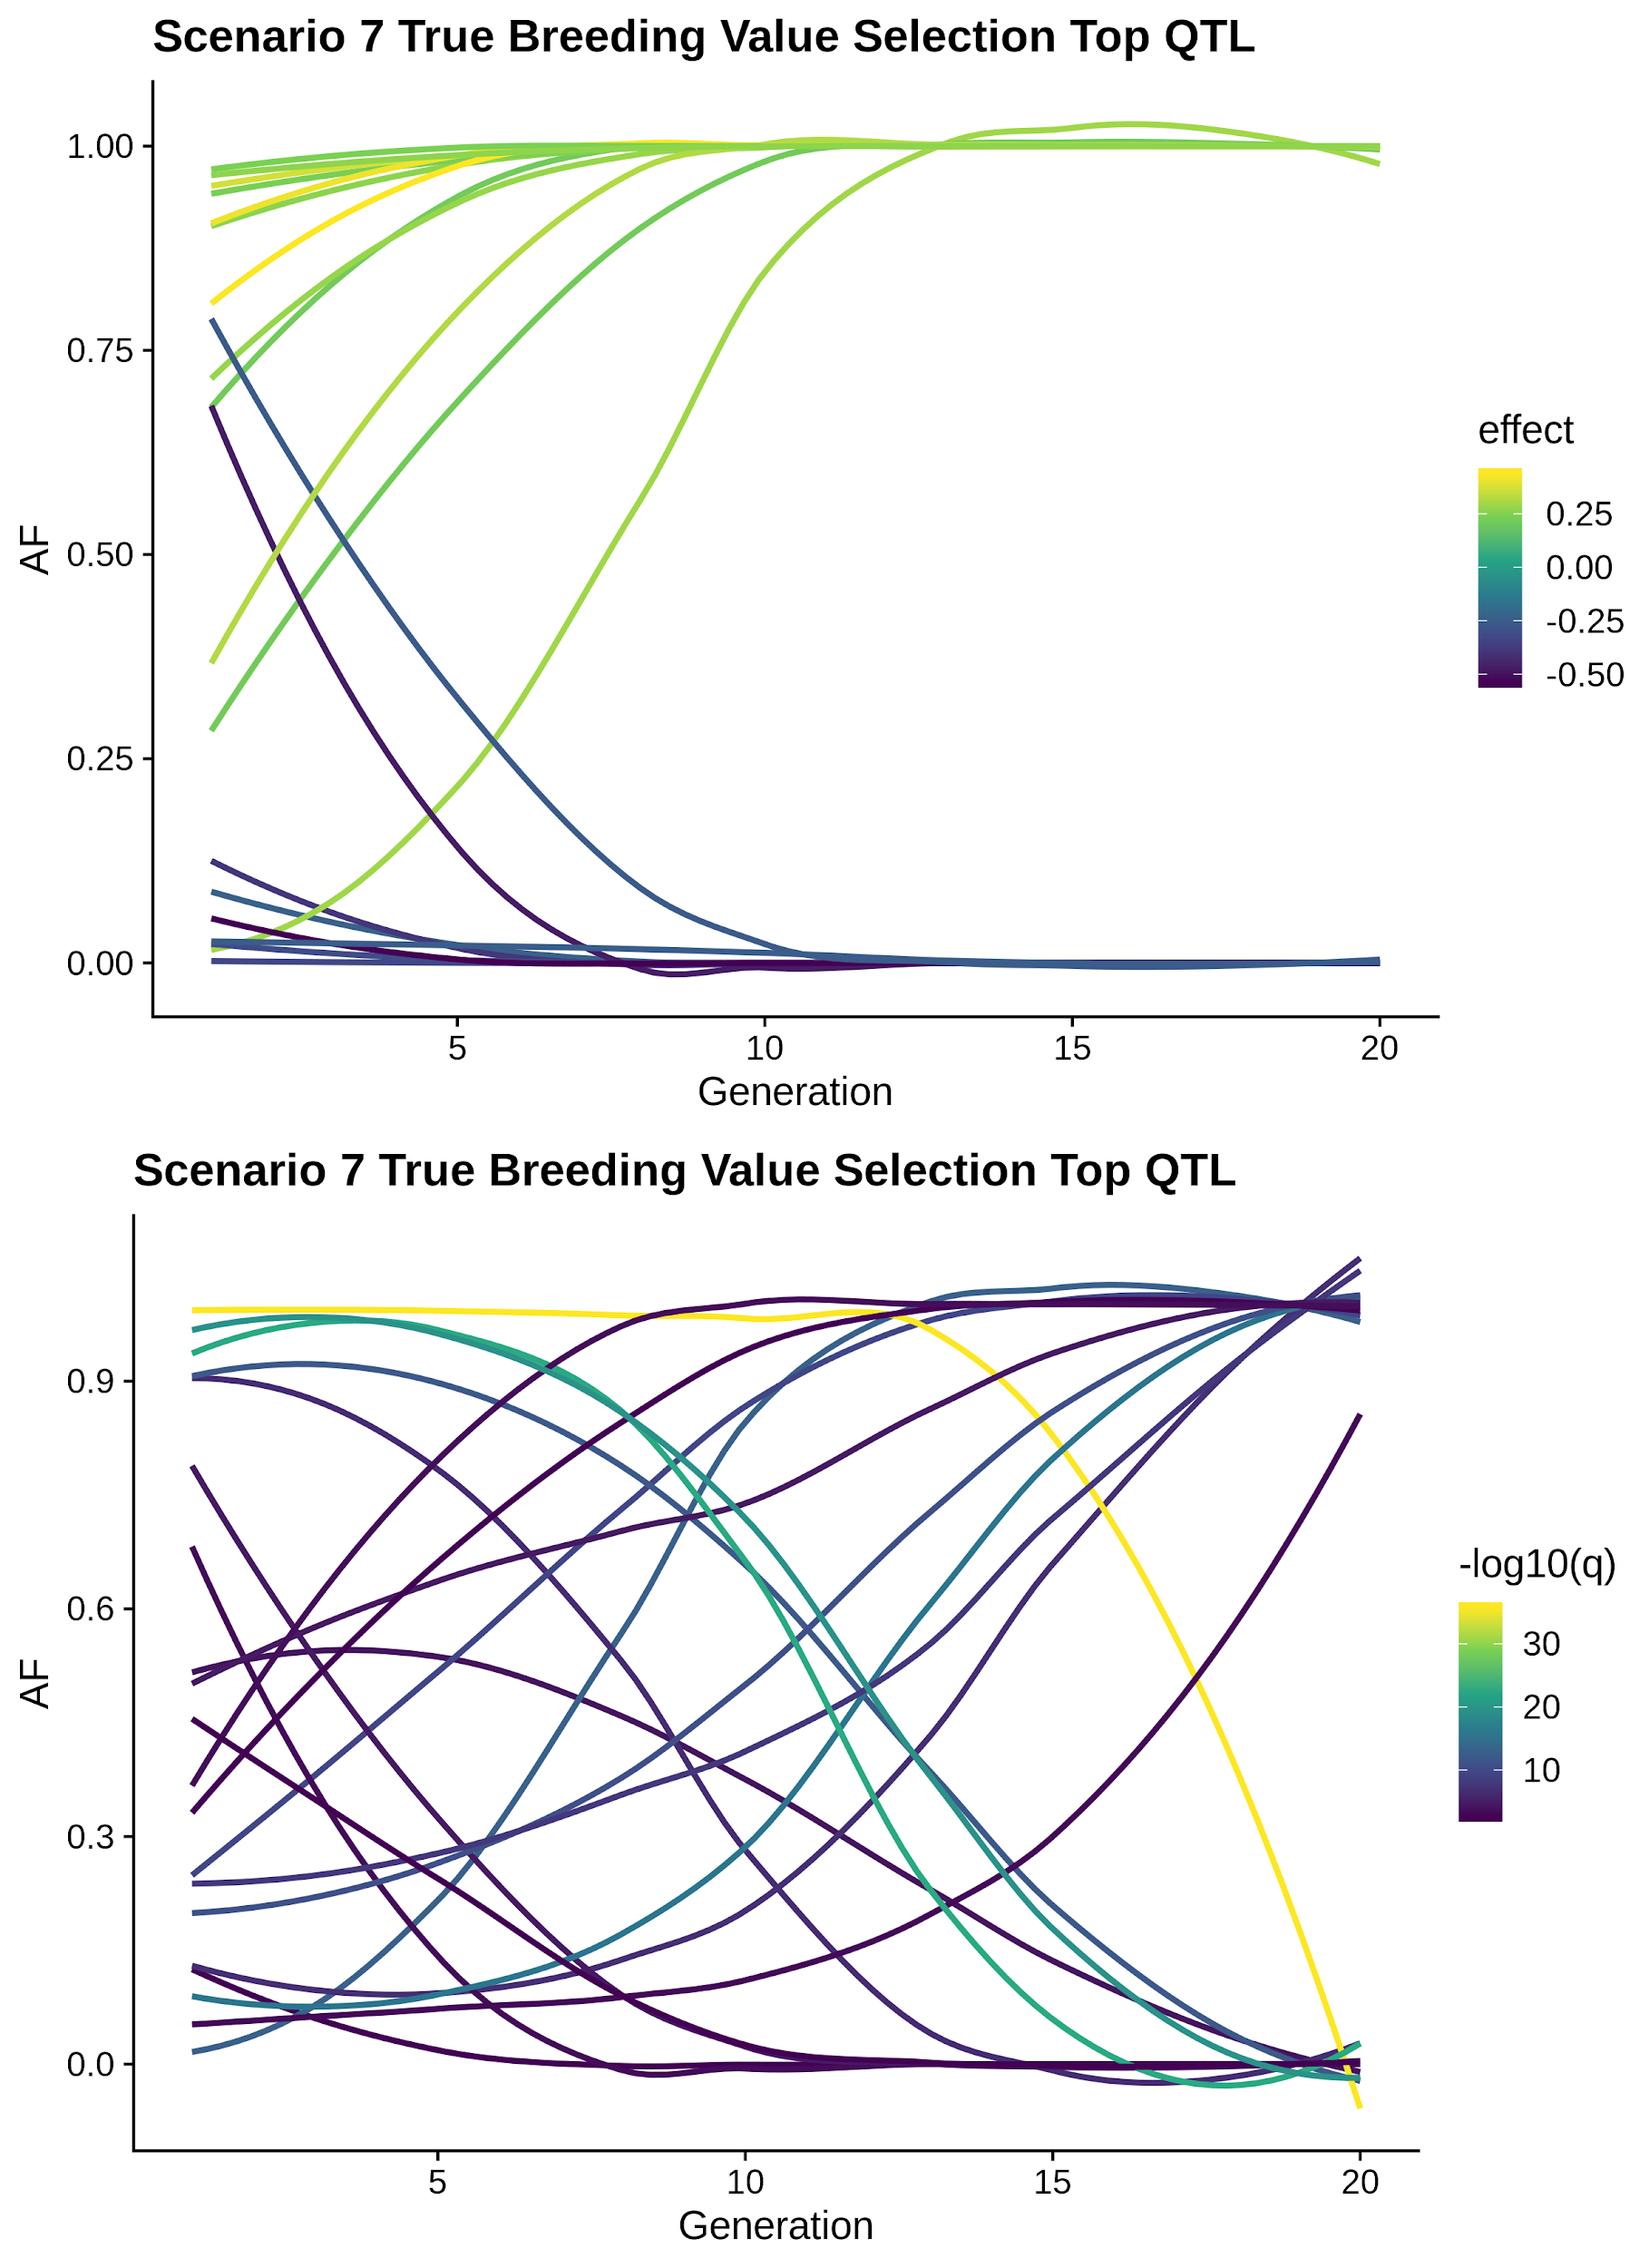 Scenario 7 True Breeding Value Selection Top QTL
1.00
0.75
0.50
0.25
0.00
AF
5 10 15 20
Generation
effect
0.25
0.00
-0.25
-0.50
Scenario 7 True Breeding Value Selection Top QTL
0.9
0.6
0.3
0.0
AF
5 10 15 20
Generation
-log10(q)
30
20
10